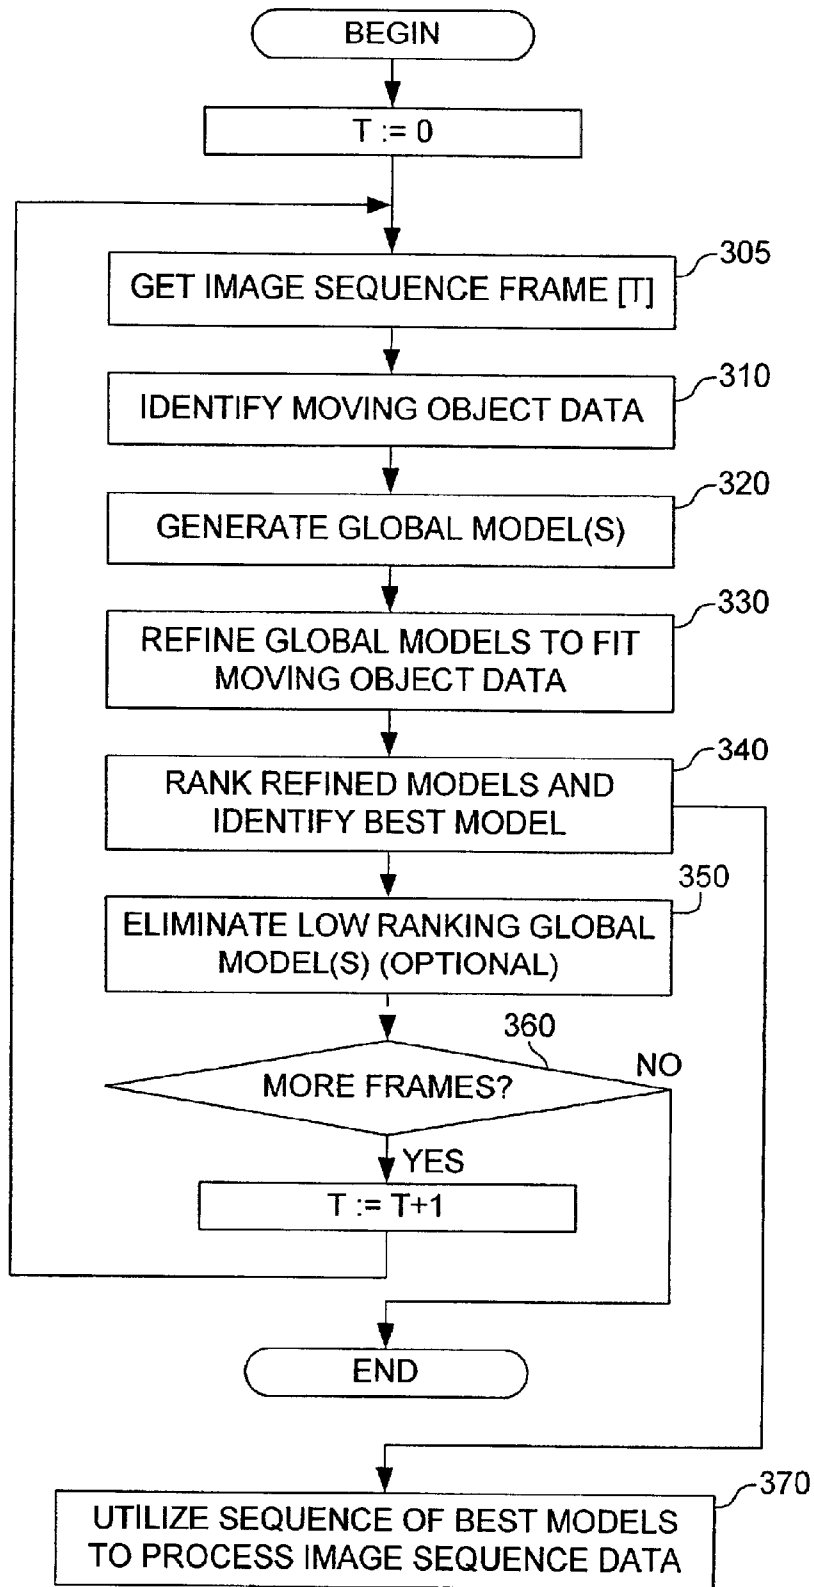 BEGIN
T := 0
305
GET IMAGE SEQUENCE FRAME [T]
310
IDENTIFY MOVING OBJECT DATA
320
GENERATE GLOBAL MODEL(S)
330
REFINE GLOBAL MODELS TO FIT
MOVING OBJECT DATA
340
RANK REFINED MODELS AND
IDENTIFY BEST MODEL
350
ELIMINATE LOW RANKING GLOBAL
MODEL(S) (OPTIONAL)
360
MORE FRAMES?
NO
YES
T := T+1
END
370
UTILIZE SEQUENCE OF BEST MODELS
TO PROCESS IMAGE SEQUENCE DATA